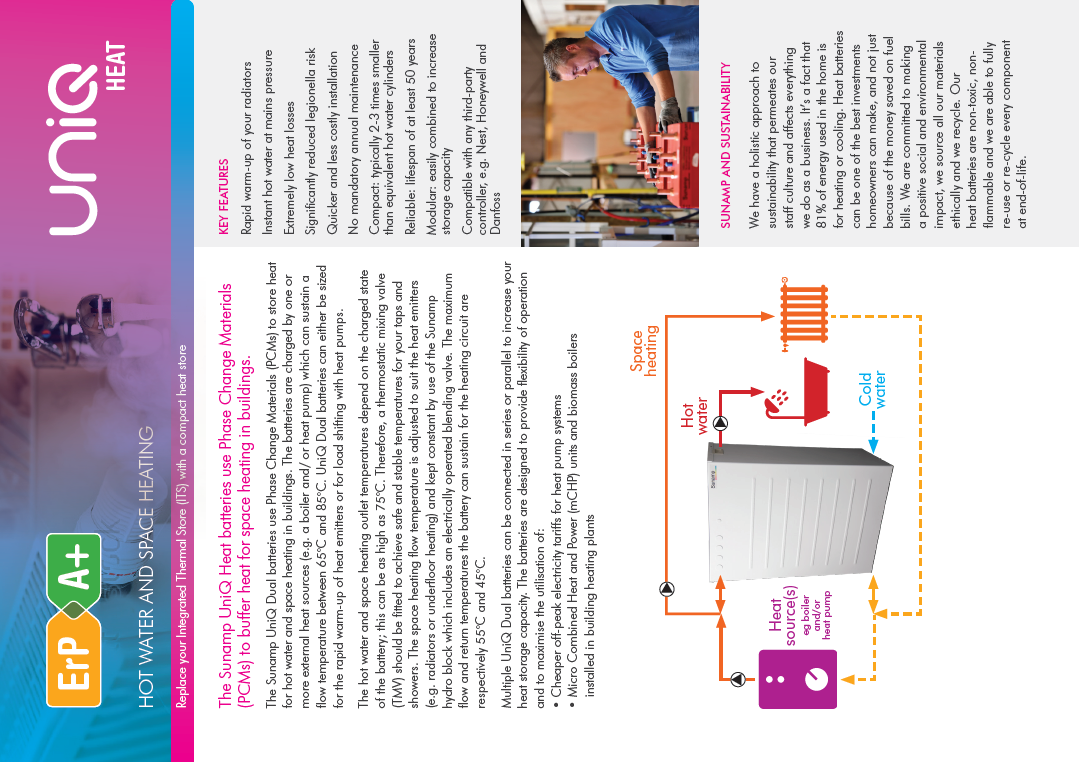 ErP A+
UNIQ
HEAT
HOT WATER AND SPACE HEATING
Replace your Integrated Thermal Store (ITS) with a compact heat store
The Sunamp UniQ Heat batteries use Phase Change Materials
(PCMs) to buffer heat for space heating in buildings.
The Sunamp UniQ Dual batteries use Phase Change Materials (PCMs) to store heat
for hot water and space heating in buildings. The batteries are charged by one or
more external heat sources (e.g. a boiler and/ or heat pump) which can sustain a
flow temperature between 65°C and 85°C. UniQ Dual batteries can either be sized
for the rapid warm-up of heat emitters or for load shifting with heat pumps.
The hot water and space heating outlet temperatures depend on the charged state
of the battery; this can be as high as 75°C. Therefore, a thermostatic mixing valve
(TMV) should be fitted to achieve safe and stable temperatures for your taps and
showers. The space heating flow temperature is adjusted to suit the heat emitters
(e.g. radiators or underfloor heating) and kept constant by use of the Sunamp
hydro block which includes an electrically operated blending valve. The maximum
flow and return temperatures the battery can sustain for the heating circuit are
respectively 55°C and 45°C.
Multiple UniQ Dual batteries can be connected in series or parallel to increase your
heat storage capacity. The batteries are designed to provide flexibility of operation
and to maximise the utilisation of:
• Cheaper off-peak electricity tariffs for heat pump systems
• Micro Combined Heat and Power (mCHP) units and biomass boilers
installed in building heating plants
Heat
source(s)
eg boiler
and/or
heat pump
Space
heating
Hot
water
Cold
water
sunamp
KEY FEATURES
Rapid warm-up of your radiators
Instant hot water at mains pressure
Extremely low heat losses
Significantly reduced legionella risk
Quicker and less costly installation
No mandatory annual maintenance
Compact: typically 2-3 times smaller
than equivalent hot water cylinders
Reliable: lifespan of at least 50 years
Modular: easily combined to increase
storage capacity
Compatible with any third-party
controller, e.g. Nest, Honeywell and
Danfoss
SUNAMP AND SUSTAINABILITY
We have a holistic approach to
sustainability that permeates our
staff culture and affects everything
we do as a business. It's a fact that
81% of energy used in the home is
for heating or cooling. Heat batteries
can be one of the best investments
homeowners can make, and not just
because of the money saved on fuel
bills. We are committed to making
a positive social and environmental
impact, we source all our materials
ethically and we recycle. Our
heat batteries are non-toxic, non-
flammable and we are able to fully
re-use or re-cycle every component
at end-of-life.